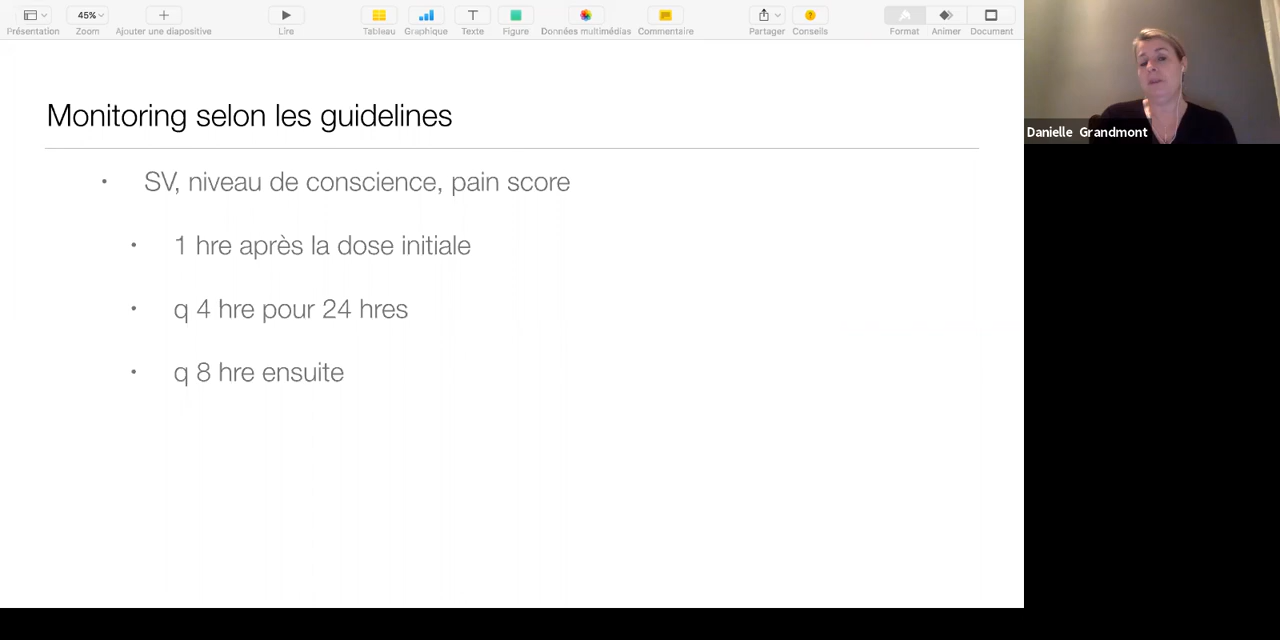 45%
Présentation
Zoom
Ajouter une diapositive
Lire
Tableau
Graphique
Texte
Figure
Données multimédias
Commentaire
Partager
Conseils
Format
Animer
Document
Danielle Grandmont
Monitoring selon les guidelines
• SV, niveau de conscience, pain score
• 1 hre après la dose initiale
• q 4 hre pour 24 hres
• q 8 hre ensuite